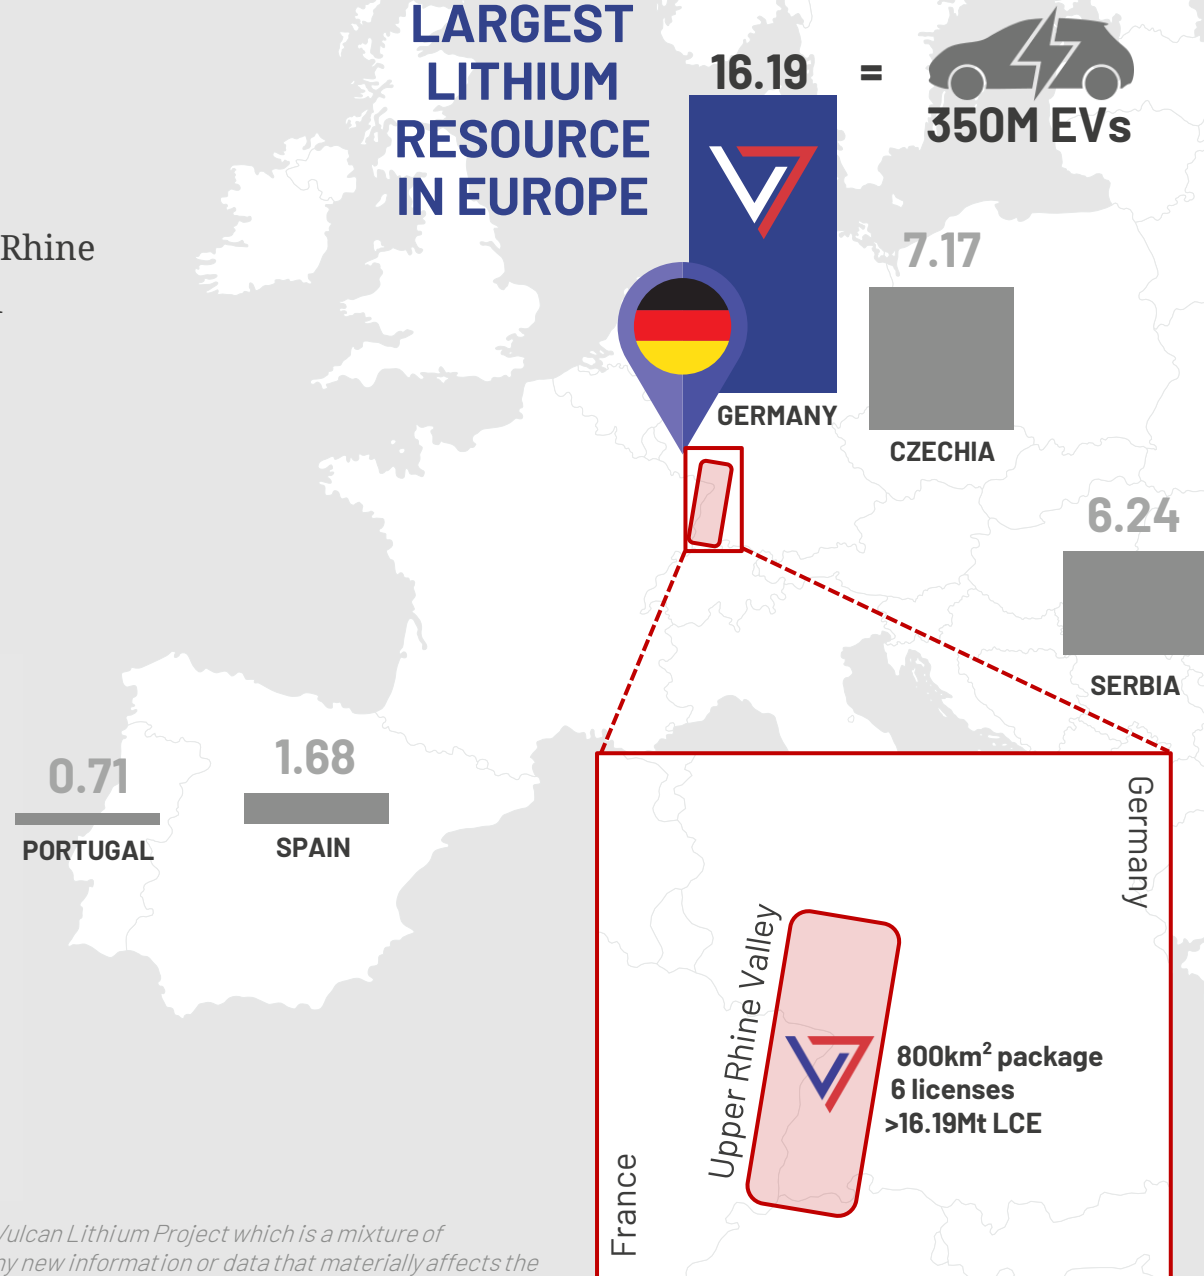 LARGEST
LITHIUM
RESOURCE
IN EUROPE
16.19
=
350M EVs
Rhine
7.17
GERMANY
CZECHIA
6.24
SERBIA
0.71
PORTUGAL
1.68
SPAIN
Germany
Upper Rhine Valley
800km² package
6 licenses
>16.19Mt LCE
France
Vulcan Lithium Project which is a mixture of
new information or data that materially affects the